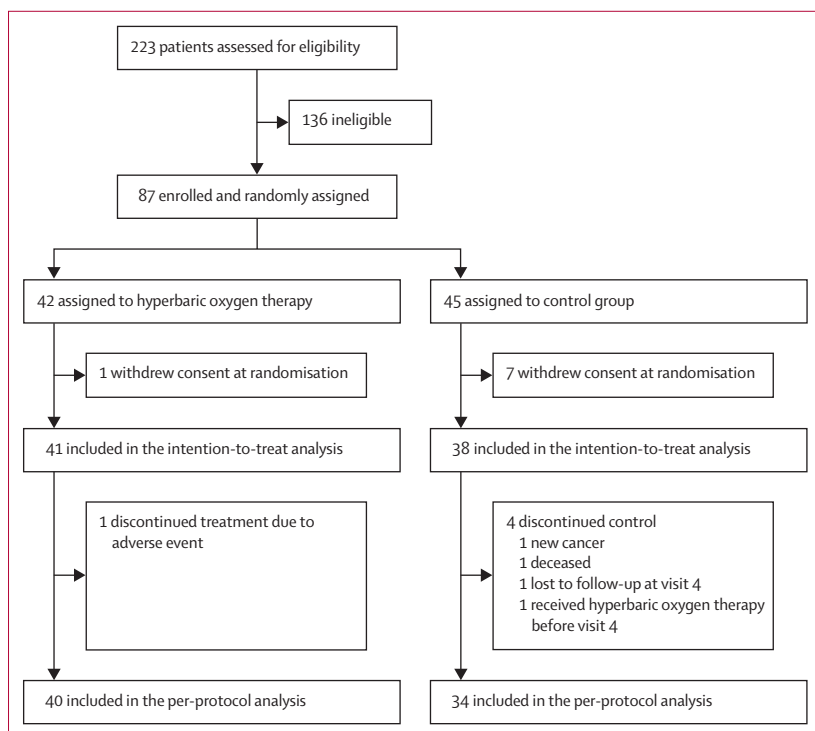 223 patients assessed for eligibility
136 ineligible
87 enrolled and randomly assigned
42 assigned to hyperbaric oxygen therapy
45 assigned to control group
1 withdrew consent at randomisation
7 withdrew consent at randomisation
41 included in the intention-to-treat analysis
38 included in the intention-to-treat analysis
1 discontinued treatment due to
adverse event
4 discontinued control
1 new cancer
1 deceased
1 lost to follow-up at visit 4
1 received hyperbaric oxygen therapy
before visit 4
40 included in the per-protocol analysis
34 included in the per-protocol analysis